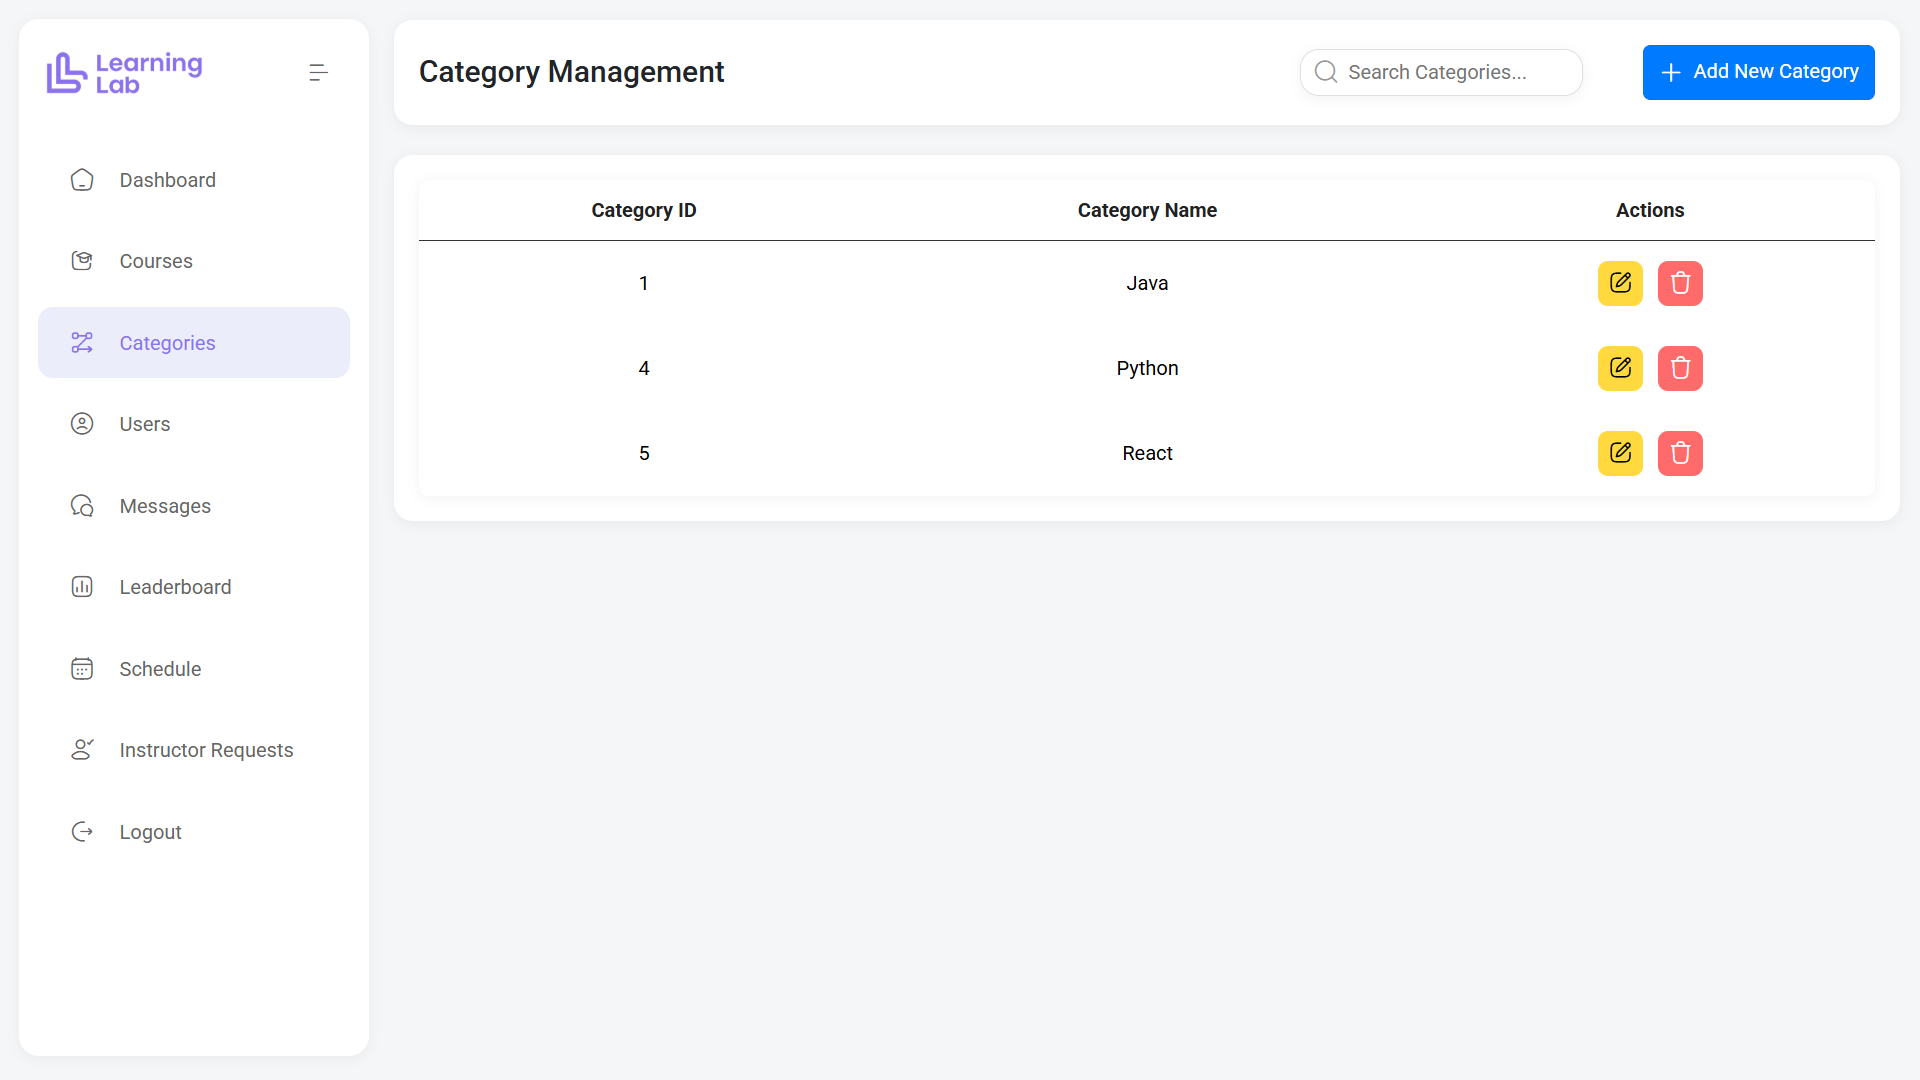 Learning
Lab
Dashboard
Courses
Categories
Users
Messages
Leaderboard
Schedule
Instructor Requests
Logout
Category Management
Search Categories...
Add New Category
Category ID Category Name Actions
1 Java
4 Python
5 React